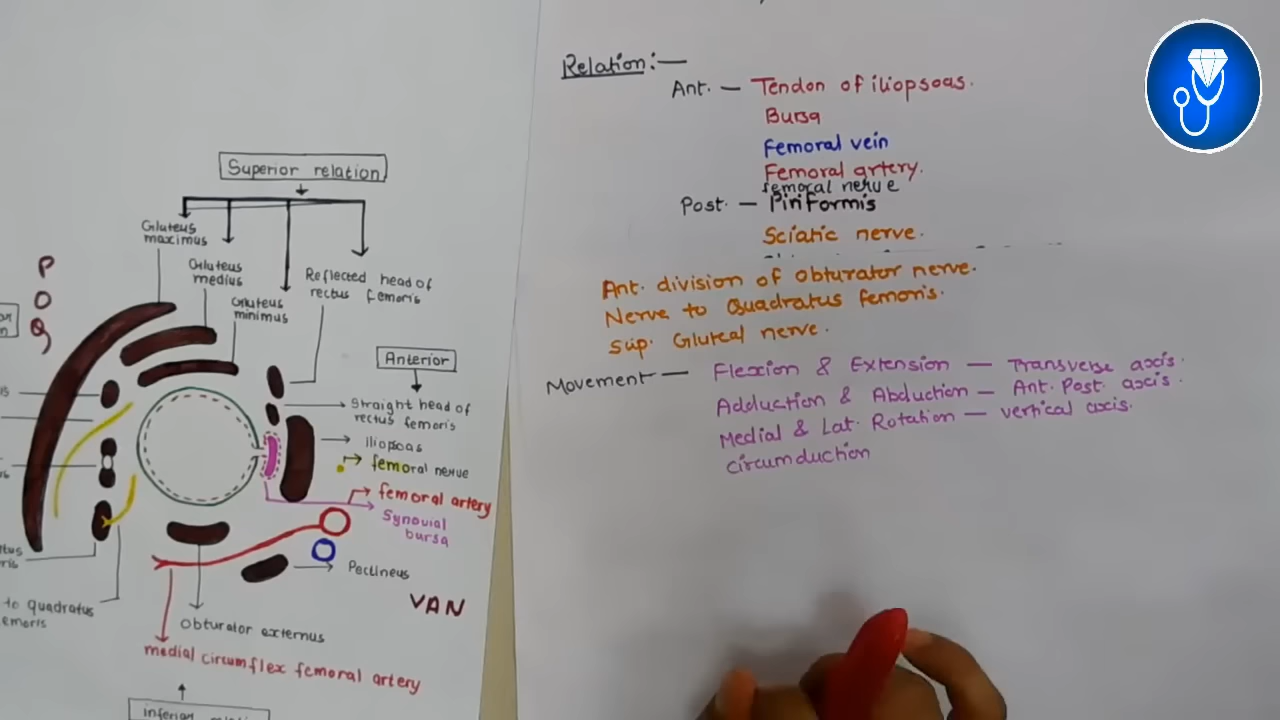 Superior relation
Gluteus
maximus
Gluteus
medius
Gluteus
minimus
Reflected head of
rectus femoris
P
O
Q
Anterior
Straight head of
rectus femoris
iliopsoas
femoral nerve
femoral artery
Synovial
bursa
Pectineus
VAN
to quadratus
obturator externus
medial circumflex femoral artery
inferior
Relation:—
Ant. — Tendon of iliopsoas.
Bursa
Femoral vein
Femoral artery.
femoral nerve
Post. — Piriformis
Sciatic nerve.
Ant. division of obturator nerve.
Nerve to Quadratus femoris.
Sup. Gluteal nerve.
Movement — Flexion & Extension — Transverse axis.
Adduction & Abduction — Ant. Post. axis.
Medial & Lat. Rotation — vertical axis.
circumduction